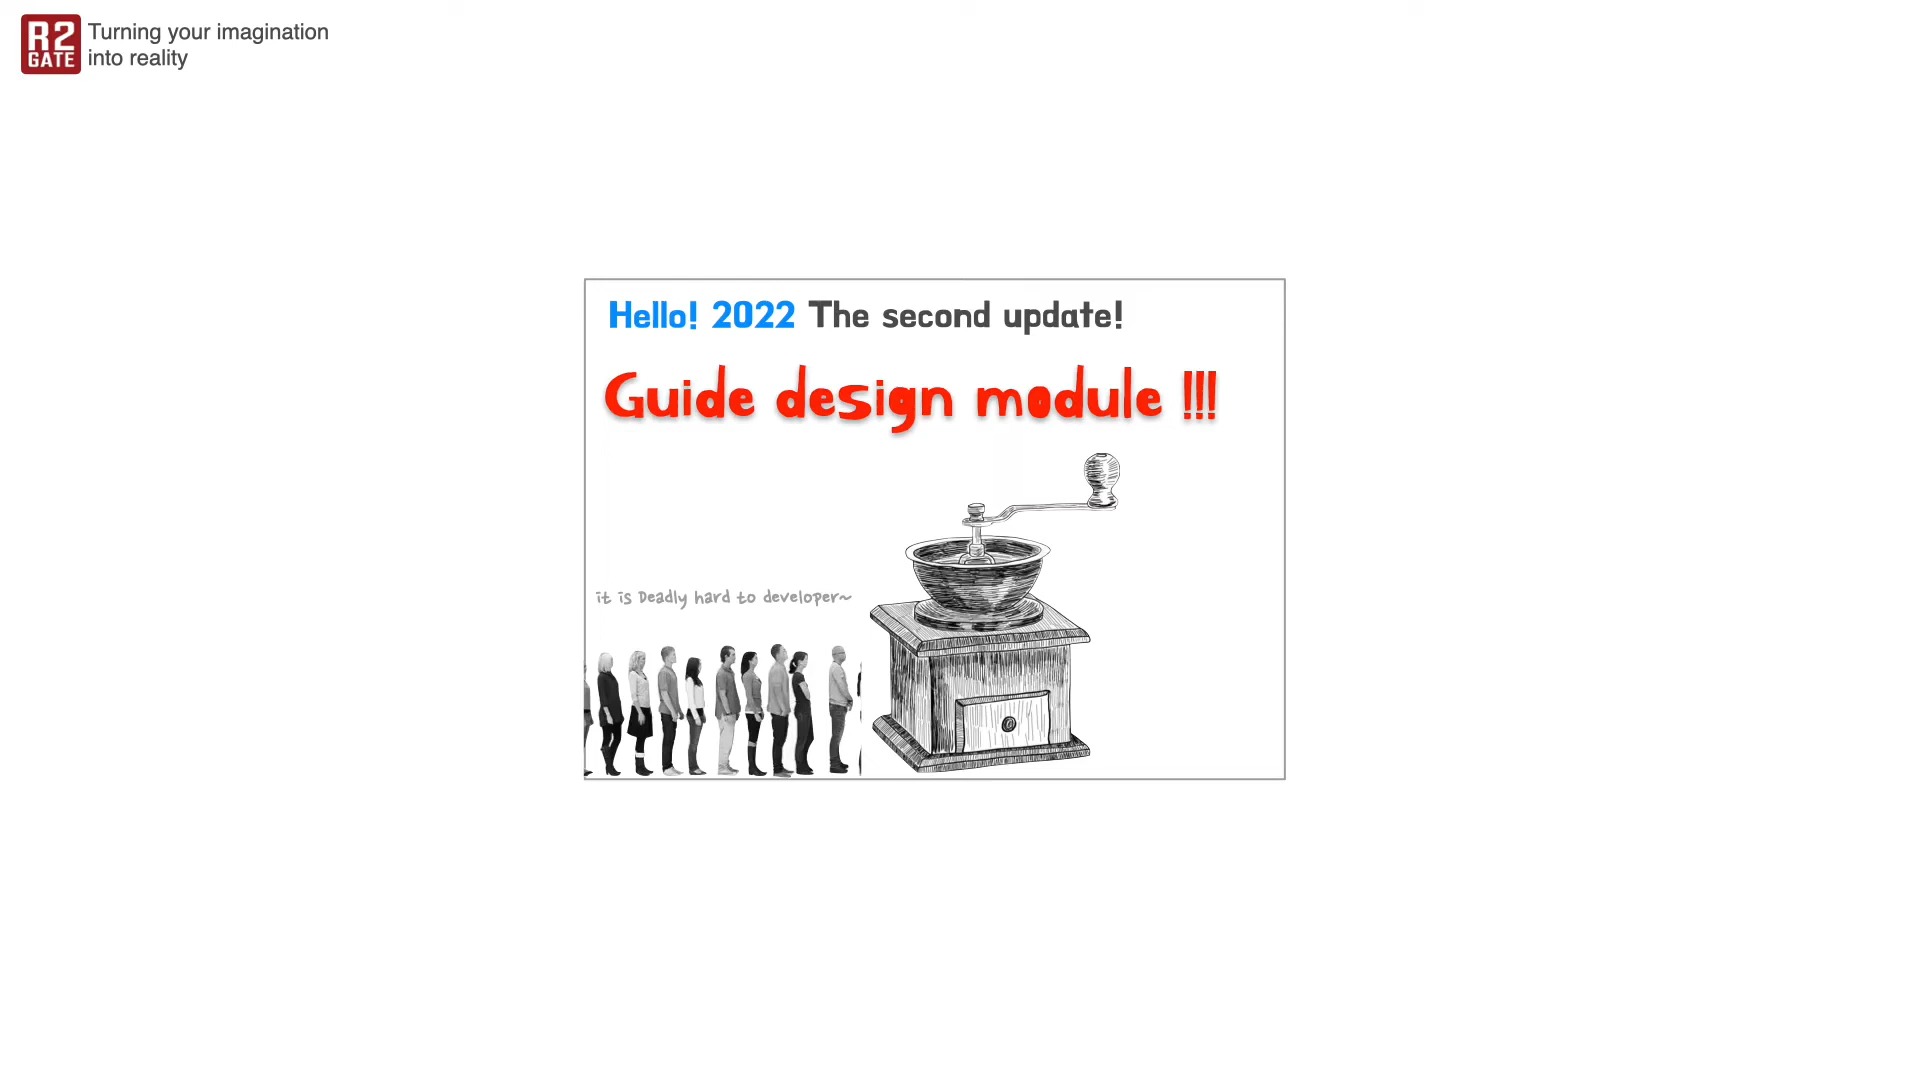 R2
GATE
Turning your imagination
into reality
Hello! 2022 The second update!
Guide design module !!!
it is Deadly hard to developer~